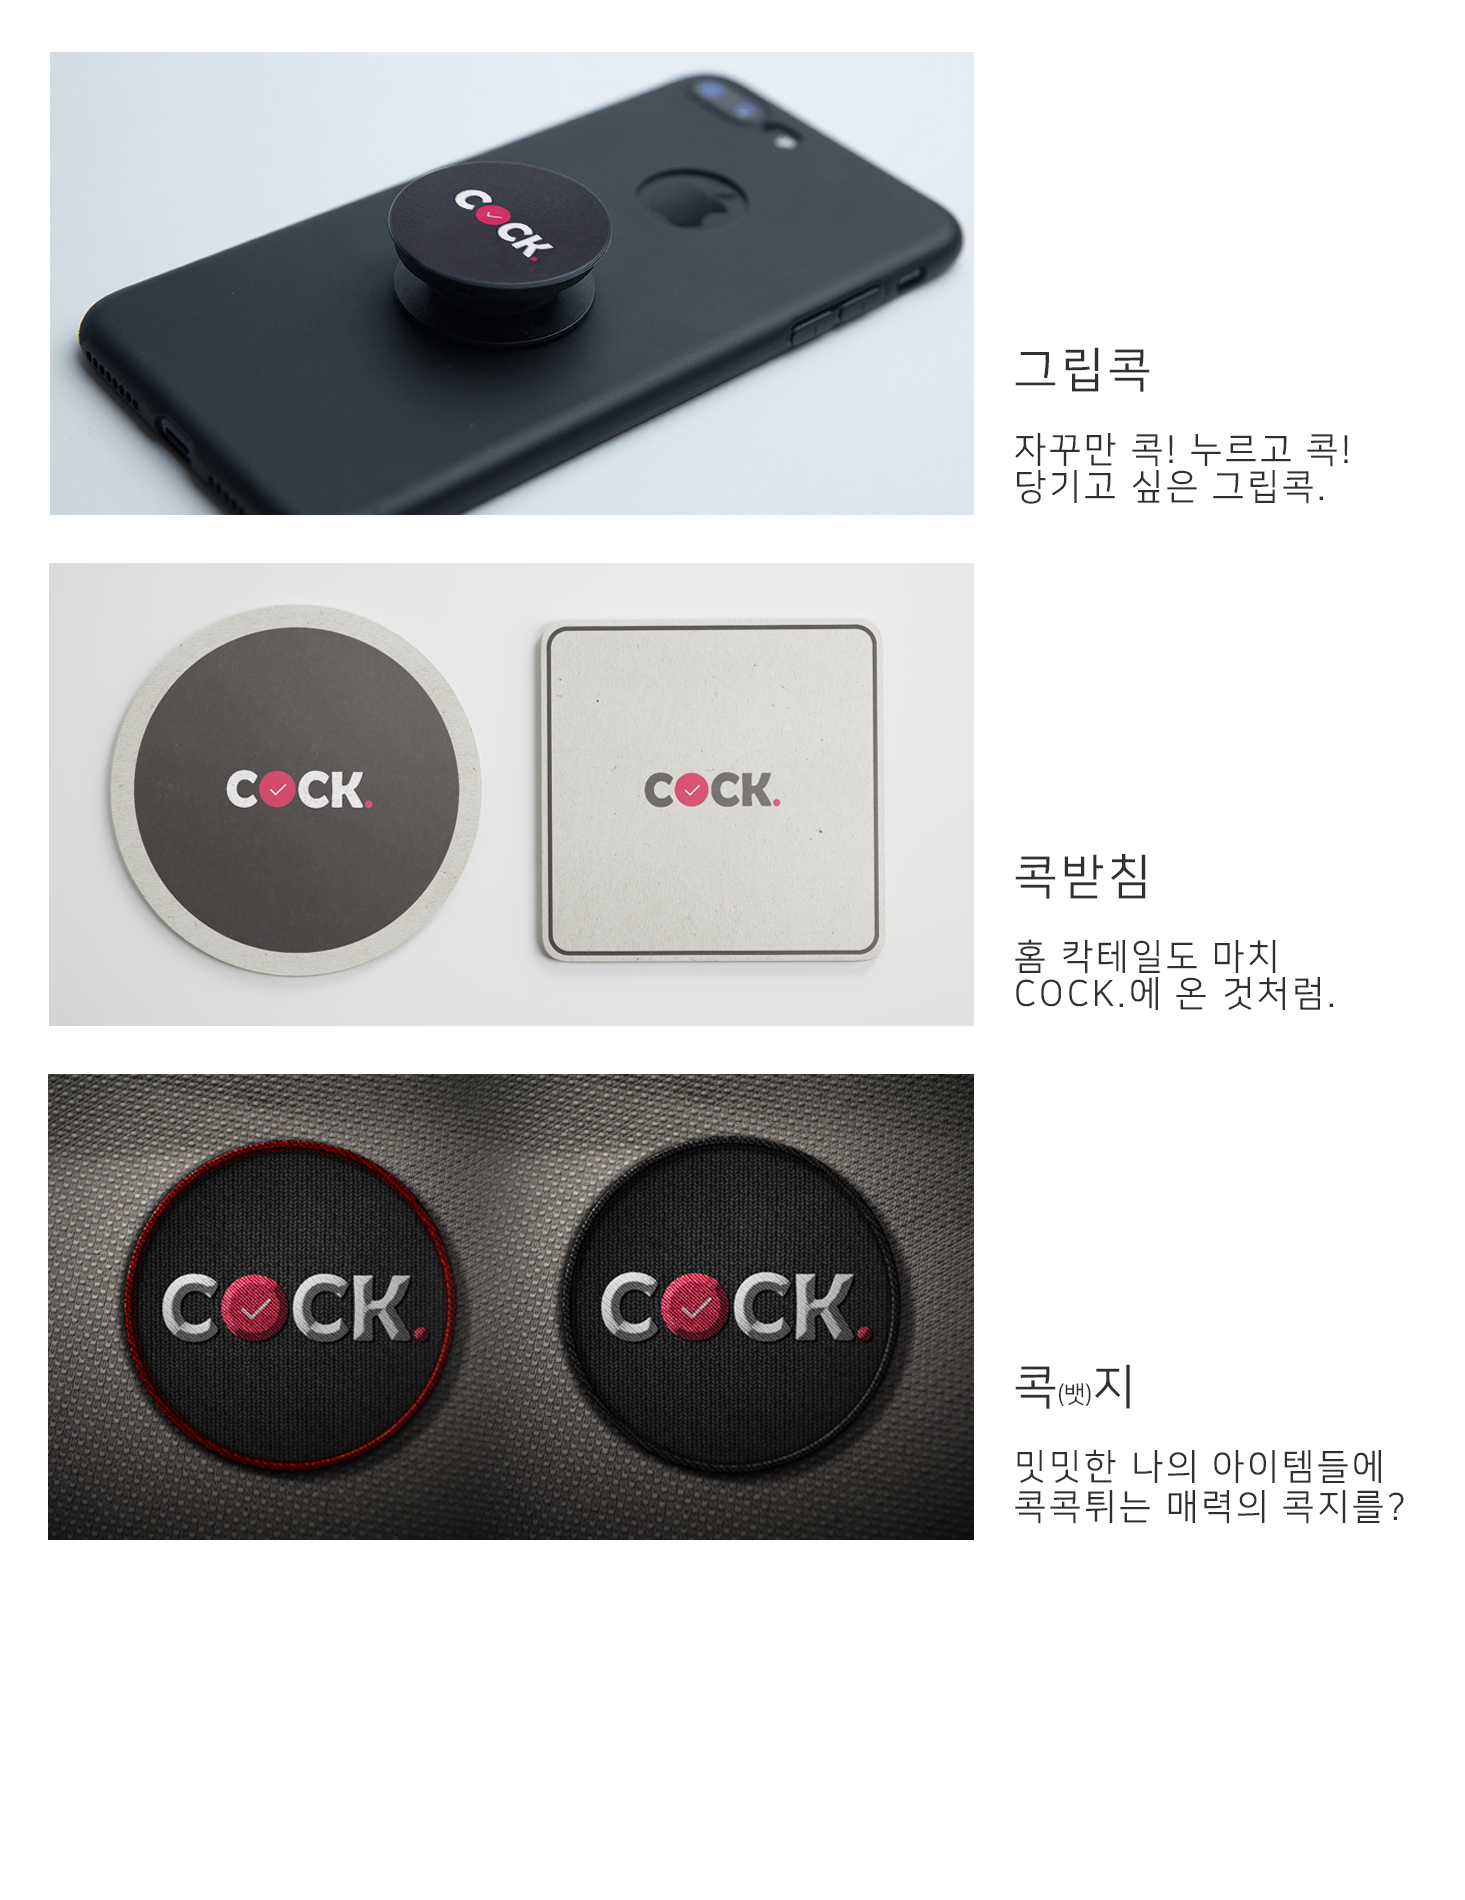 COCK.
그립콕
자꾸만 콕! 누르고 콕!
당기고 싶은 그립콕.
COCK.
COCK.
콕받침
홈 칵테일도 마치
COCK.에 온 것처럼.
COCK.
COCK.
콕(뱃)지
밋밋한 나의 아이템들에
콕콕튀는 매력의 콕지를?